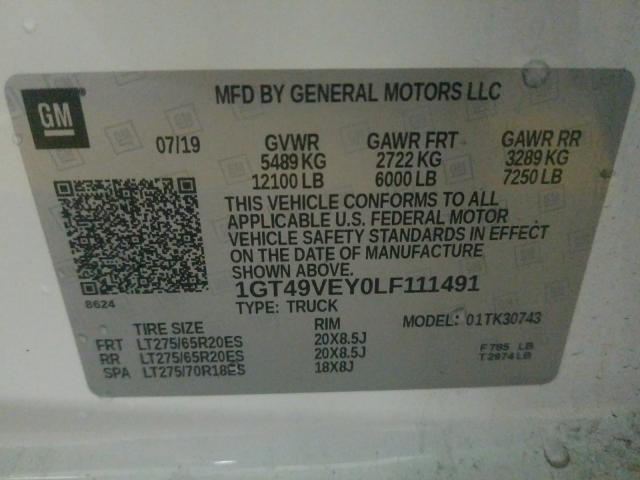 GM
MFD BY GENERAL MOTORS LLC
07/19 GVWR GAWR FRT GAWR RR
5489 KG 2722 KG 3289 KG
12100 LB 6000 LB 7250 LB
THIS VEHICLE CONFORMS TO ALL
APPLICABLE U.S. FEDERAL MOTOR
VEHICLE SAFETY STANDARDS IN EFFECT
ON THE DATE OF MANUFACTURE
SHOWN ABOVE.
8624
1GT49VEY0LF111491
TYPE: TRUCK
TIRE SIZE RIM MODEL: 01TK30743
FRT LT275/65R20ES 20X8.5J
RR LT275/65R20ES 20X8.5J
SPA LT275/70R18ES 18X8J
F 785 LB
T 2974 LB